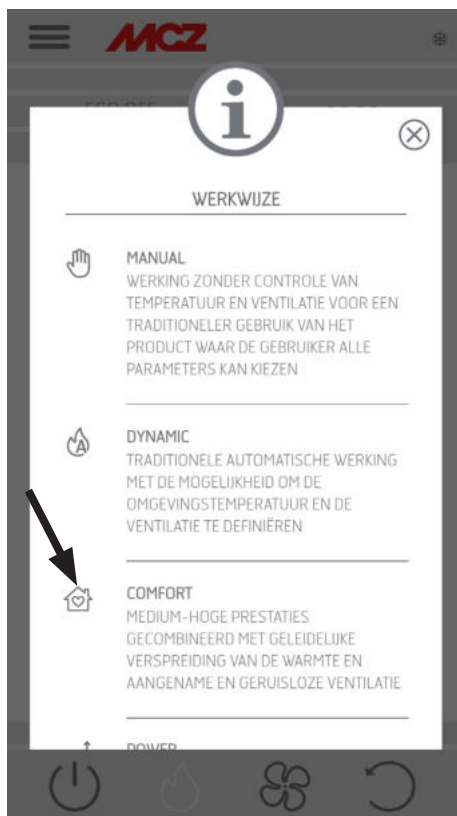 MCZ
WERKWIJZE
MANUAL
WERKING ZONDER CONTROLE VAN
TEMPERATUUR EN VENTILATIE VOOR EEN
TRADITIONELER GEBRUIK VAN HET
PRODUCT WAAR DE GEBRUIKER ALLE
PARAMETERS KAN KIEZEN
DYNAMIC
TRADITIONELE AUTOMATISCHE WERKING
MET DE MOGELIJKHEID OM DE
OMGEVINGSTEMPERATUUR EN DE
VENTILATIE TE DEFINIËREN
COMFORT
MEDIUM-HOGE PRESTATIES
GECOMBINEERD MET GELEIDELIJKE
VERSPREIDING VAN DE WARMTE EN
AANGENAME EN GERUISLOZE VENTILATIE
POWER